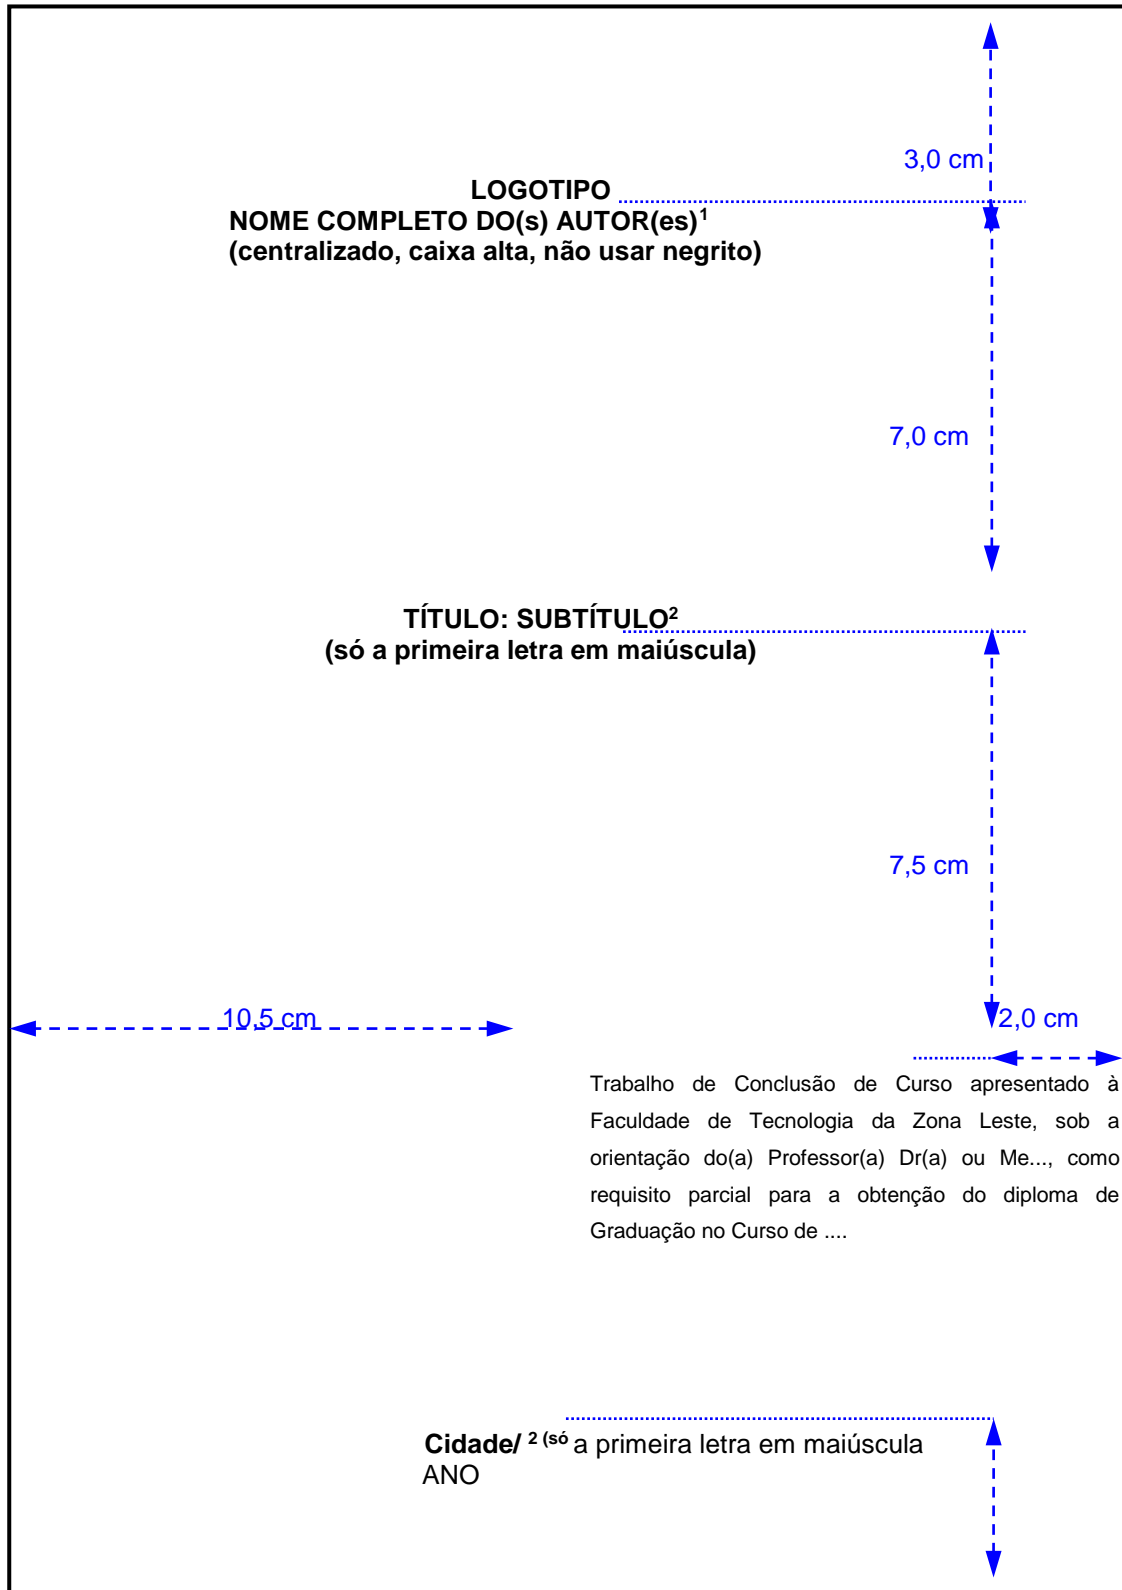 3,0 cm
LOGOTIPO
NOME COMPLETO DO(s) AUTOR(es)¹
(centralizado, caixa alta, não usar negrito)
7,0 cm
TÍTULO: SUBTÍTULO²
(só a primeira letra em maiúscula)
7,5 cm
10,5 cm
2,0 cm
Trabalho de Conclusão de Curso apresentado à
Faculdade de Tecnologia da Zona Leste, sob a
orientação do(a) Professor(a) Dr(a) ou Me..., como
requisito parcial para a obtenção do diploma de
Graduação no Curso de ....
Cidade/ ² (só a primeira letra em maiúscula
ANO